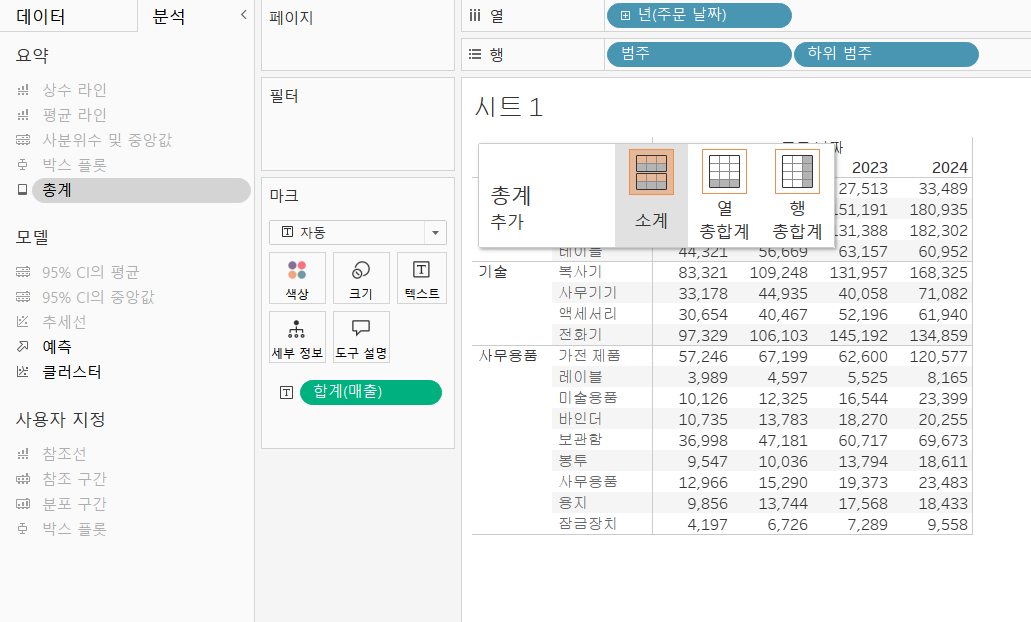 데이터 분석
요약
상수 라인
평균 라인
사분위수 및 중앙값
박스 플롯
총계
모델
95% CI의 평균
95% CI의 중앙값
추세선
예측
클러스터
사용자 지정
참조선
참조 구간
분포 구간
박스 플롯
페이지
필터
마크
자동
색상 크기 텍스트
세부 정보 도구 설명
합계(매출)
열 년(주문 날짜)
행 범주 하위 범주
시트 1
총계
추가
소계
열
총합계
행
총합계
2023 2024
27,513 33,489
151,191 180,935
131,388 182,302
테이블 44,321 56,669 63,157 60,952
기술 복사기 83,321 109,248 131,957 168,325
사무기기 33,178 44,935 40,058 71,082
액세서리 30,654 40,467 52,196 61,940
전화기 97,329 106,103 145,192 134,859
사무용품 가전 제품 57,246 67,199 62,600 120,577
레이블 3,989 4,597 5,525 8,165
미술용품 10,126 12,325 16,544 23,399
바인더 10,735 13,783 18,270 20,255
보관함 36,998 47,181 60,717 69,673
봉투 9,547 10,036 13,794 18,611
사무용품 12,966 15,290 19,373 23,483
용지 9,856 13,744 17,568 18,433
잠금장치 4,197 6,726 7,289 9,558